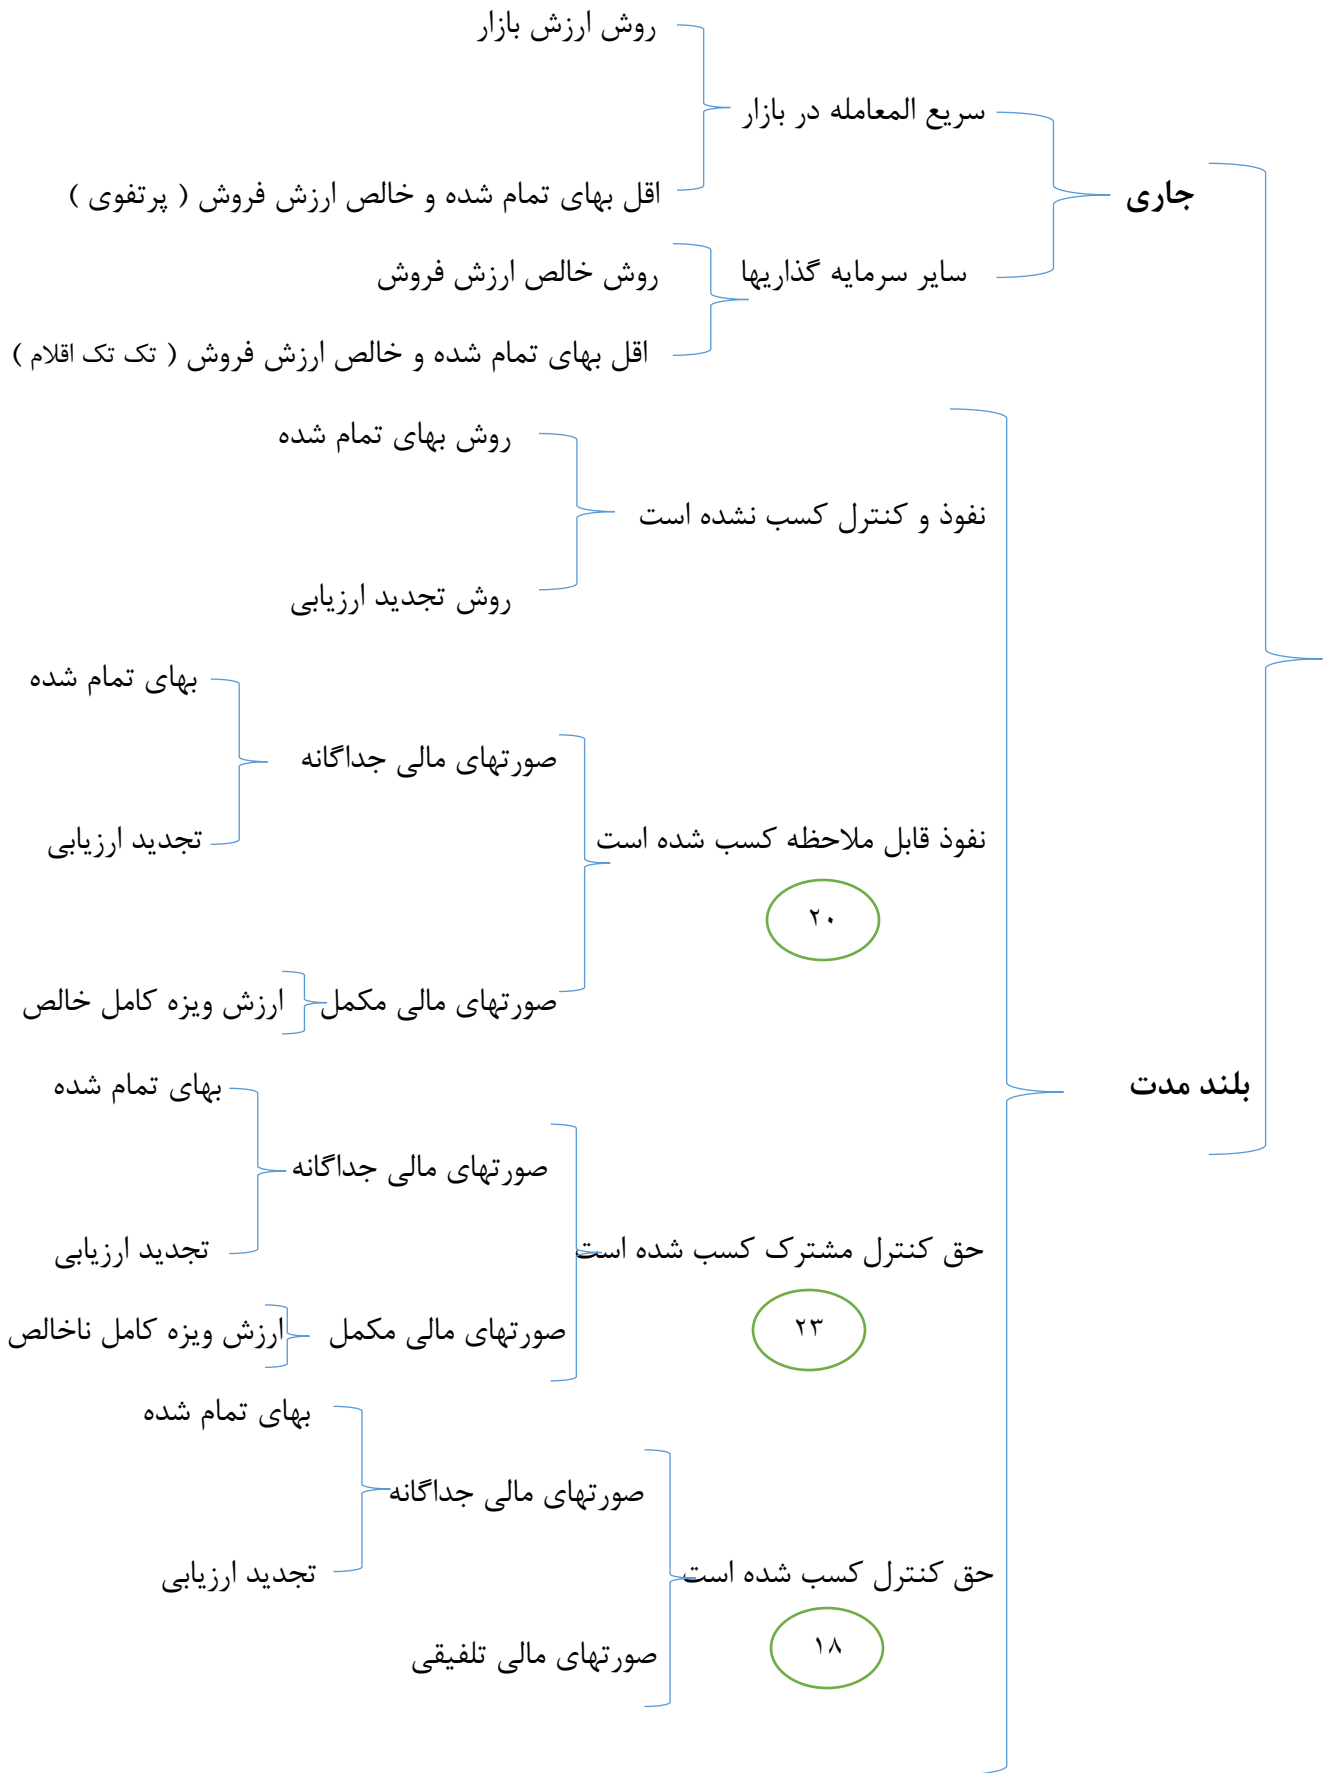 روش ارزش بازار
سریع المعامله در بازار
جاری
اقل بهای تمام شده و خالص ارزش فروش ( پرتفوی )
سایر سرمایه گذاریها
روش خالص ارزش فروش
اقل بهای تمام شده و خالص ارزش فروش ( تک تک اقلام )
روش بهای تمام شده
نفوذ و کنترل کسب نشده است
روش تجدید ارزیابی
بهای تمام شده
صورتهای مالی جداگانه
نفوذ قابل ملاحظه کسب شده است
تجدید ارزیابی
۲۰
صورتهای مالی مکمل
ارزش ویزه کامل خالص
بلند مدت
بهای تمام شده
صورتهای مالی جداگانه
حق کنترل مشترک کسب شده است
تجدید ارزیابی
۲۳
صورتهای مالی مکمل
ارزش ویزه کامل ناخالص
بهای تمام شده
صورتهای مالی جداگانه
حق کنترل کسب شده است
تجدید ارزیابی
۱۸
صورتهای مالی تلفیقی